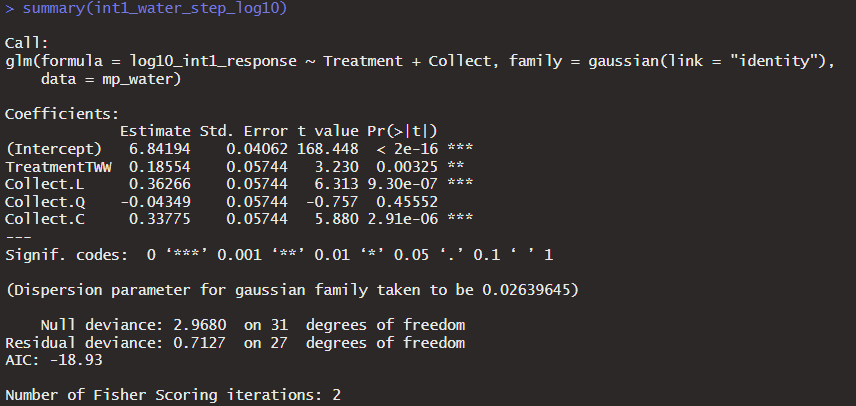 > summary(int1_water_step_log10)
Call:
glm(formula = log10_int1_response ~ Treatment + Collect, family = gaussian(link = "identity"),
    data = mp_water)
Coefficients:
             Estimate Std. Error t value Pr(>|t|)
(Intercept)   6.84194    0.04062 168.448  < 2e-16 ***
TreatmentTWW  0.18554    0.05744   3.230  0.00325 **
Collect.L     0.36266    0.05744   6.313 9.30e-07 ***
Collect.Q    -0.04349    0.05744  -0.757  0.45552
Collect.C     0.33775    0.05744   5.880 2.91e-06 ***
---
Signif. codes:  0 ‘***’ 0.001 ‘**’ 0.01 ‘*’ 0.05 ‘.’ 0.1 ‘ ’ 1
(Dispersion parameter for gaussian family taken to be 0.02639645)
    Null deviance: 2.9680  on 31  degrees of freedom
Residual deviance: 0.7127  on 27  degrees of freedom
AIC: -18.93
Number of Fisher Scoring iterations: 2